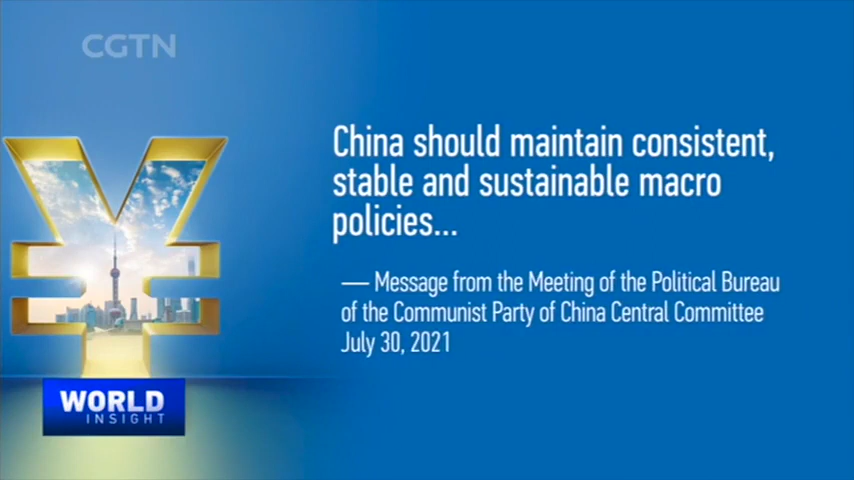 CGTN
China should maintain consistent,
stable and sustainable macro
policies...
— Message from the Meeting of the Political Bureau
of the Communist Party of China Central Committee
July 30, 2021
WORLD
INSIGHT